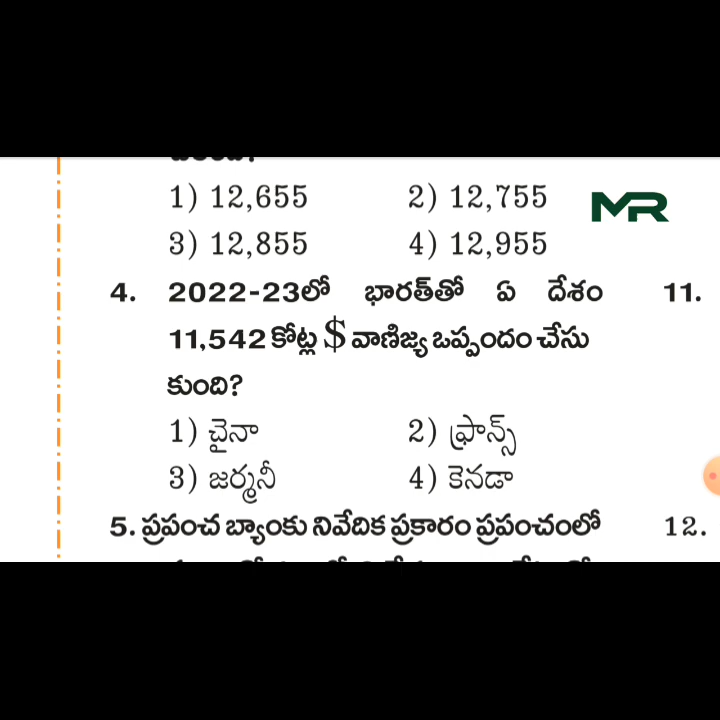 1) 12,655 2) 12,755 MR
3) 12,855 4) 12,955
4. 2022-23లో భారత్‌తో ఏ దేశం 11.
11,542 కోట్ల $ వాణిజ్య ఒప్పందం చేసు
కుంది?
1) చైనా 2) ఫ్రాన్స్
3) జర్మనీ 4) కెనడా
5. ప్రపంచ బ్యాంకు నివేదిక ప్రకారం ప్రపంచంలో 12.